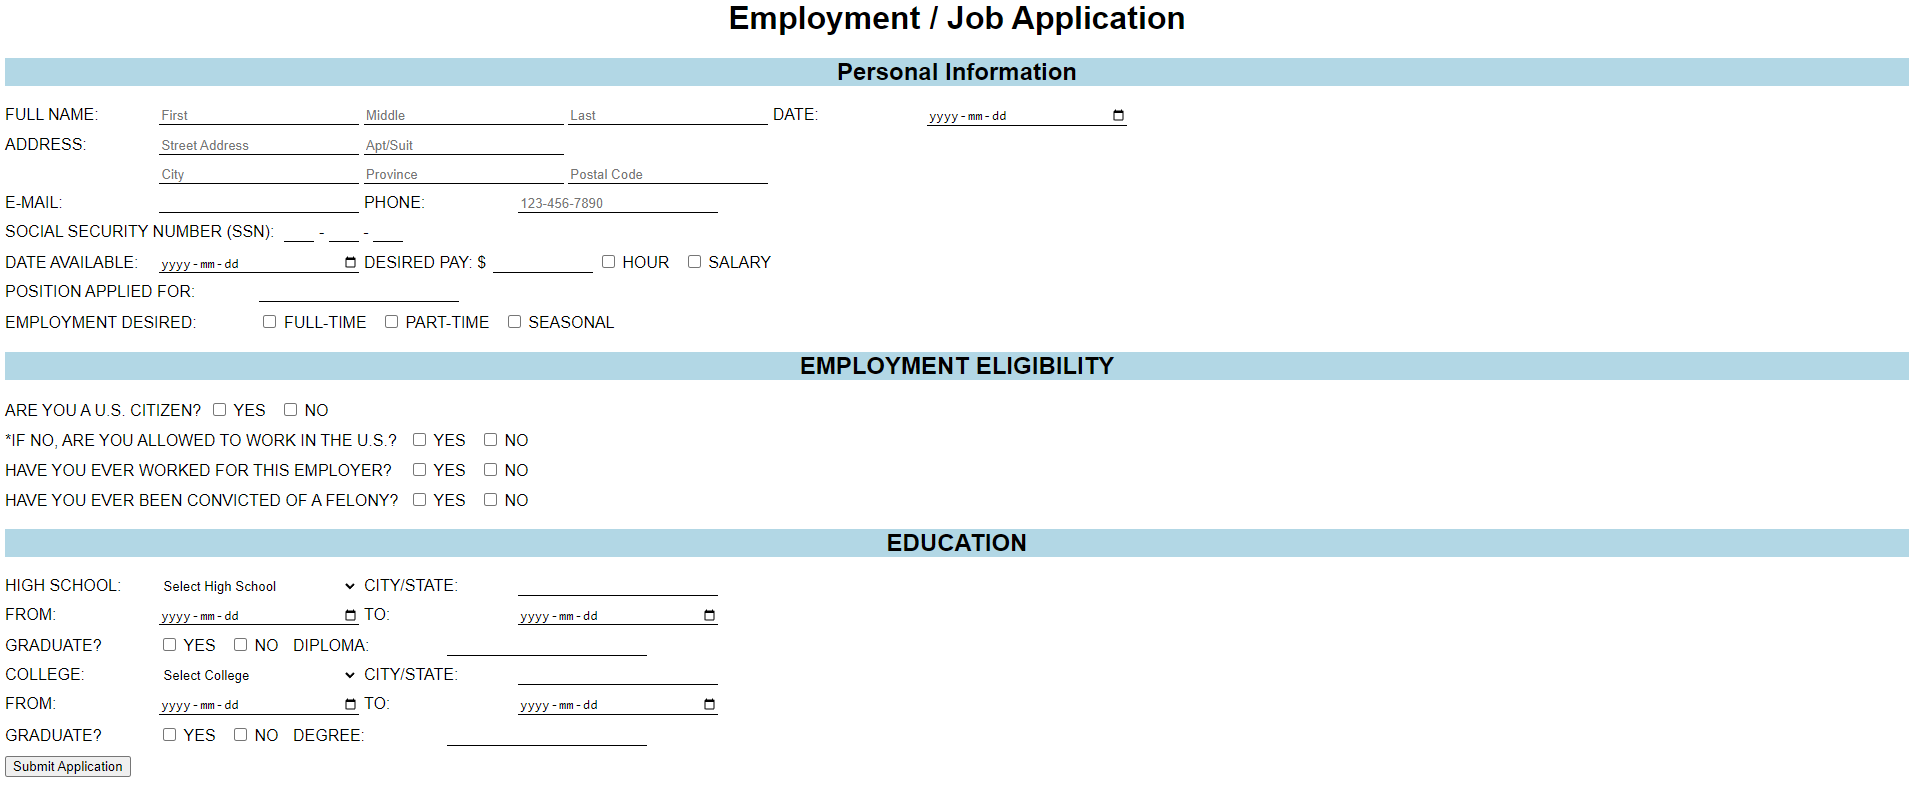 Employment / Job Application
Personal Information
FULL NAME: First Middle Last DATE: yyyy-mm-dd
ADDRESS: Street Address Apt/Suit
City Province Postal Code
E-MAIL: PHONE: 123-456-7890
SOCIAL SECURITY NUMBER (SSN): - -
DATE AVAILABLE: yyyy-mm-dd DESIRED PAY: $ HOUR SALARY
POSITION APPLIED FOR:
EMPLOYMENT DESIRED: FULL-TIME PART-TIME SEASONAL
EMPLOYMENT ELIGIBILITY
ARE YOU A U.S. CITIZEN? YES NO
*IF NO, ARE YOU ALLOWED TO WORK IN THE U.S.? YES NO
HAVE YOU EVER WORKED FOR THIS EMPLOYER? YES NO
HAVE YOU EVER BEEN CONVICTED OF A FELONY? YES NO
EDUCATION
HIGH SCHOOL: Select High School CITY/STATE:
FROM: yyyy-mm-dd TO: yyyy-mm-dd
GRADUATE? YES NO DIPLOMA:
COLLEGE: Select College CITY/STATE:
FROM: yyyy-mm-dd TO: yyyy-mm-dd
GRADUATE? YES NO DEGREE:
Submit Application